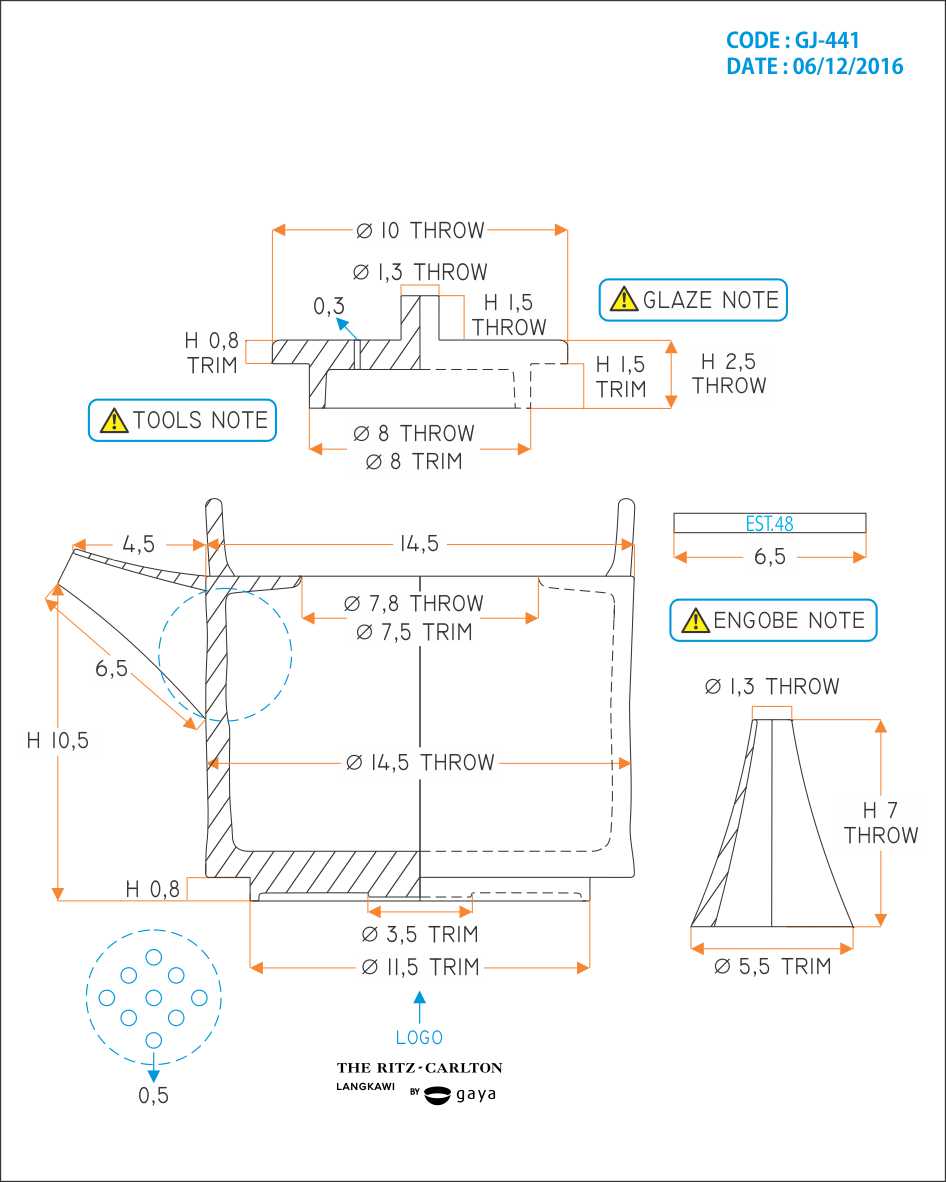 CODE : GJ-441
DATE : 06/12/2016
Ø 10 THROW
Ø 1,3 THROW
0,3
H 1,5
THROW
GLAZE NOTE
H 0,8
TRIM
H 1,5
TRIM
H 2,5
THROW
TOOLS NOTE
Ø 8 THROW
Ø 8 TRIM
4,5
14,5
EST.48
6,5
Ø 7,8 THROW
Ø 7,5 TRIM
ENGOBE NOTE
6,5
H 10,5
Ø 14,5 THROW
Ø 1,3 THROW
H 7
THROW
H 0,8
Ø 3,5 TRIM
Ø 11,5 TRIM
Ø 5,5 TRIM
LOGO
THE RITZ-CARLTON
LANGKAWI
BY gaya
0,5